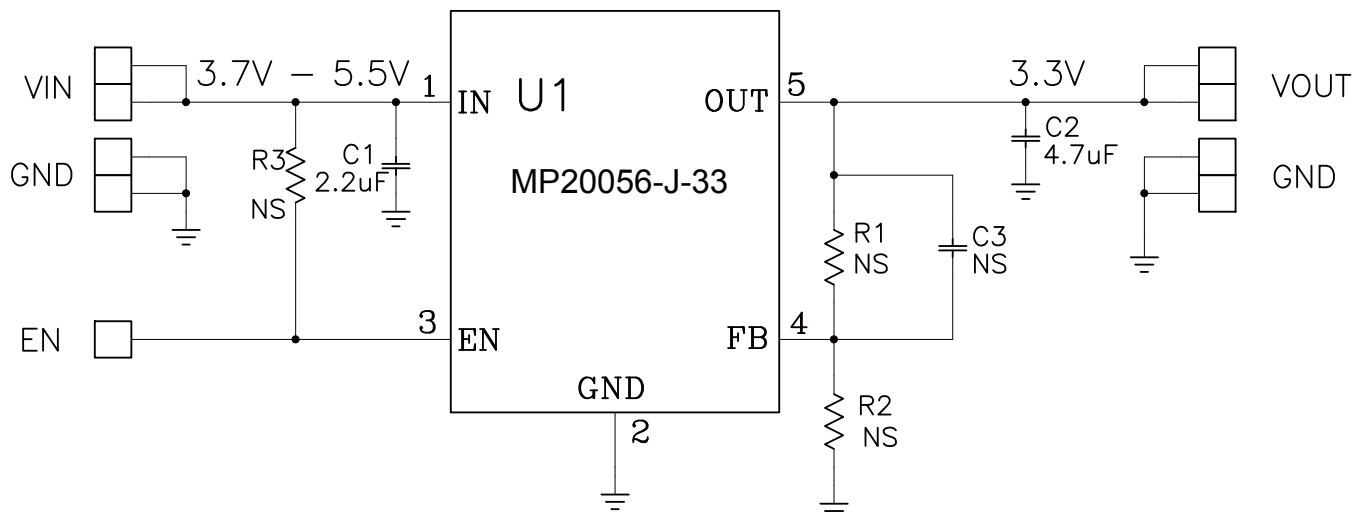 VIN
3.7V – 5.5V
1
IN
U1
OUT
5
3.3V
VOUT
GND
R3
NS
C1
2.2uF
MP20056-J-33
C2
4.7uF
GND
R1
NS
C3
NS
EN
3
EN
FB
4
GND
2
R2
NS